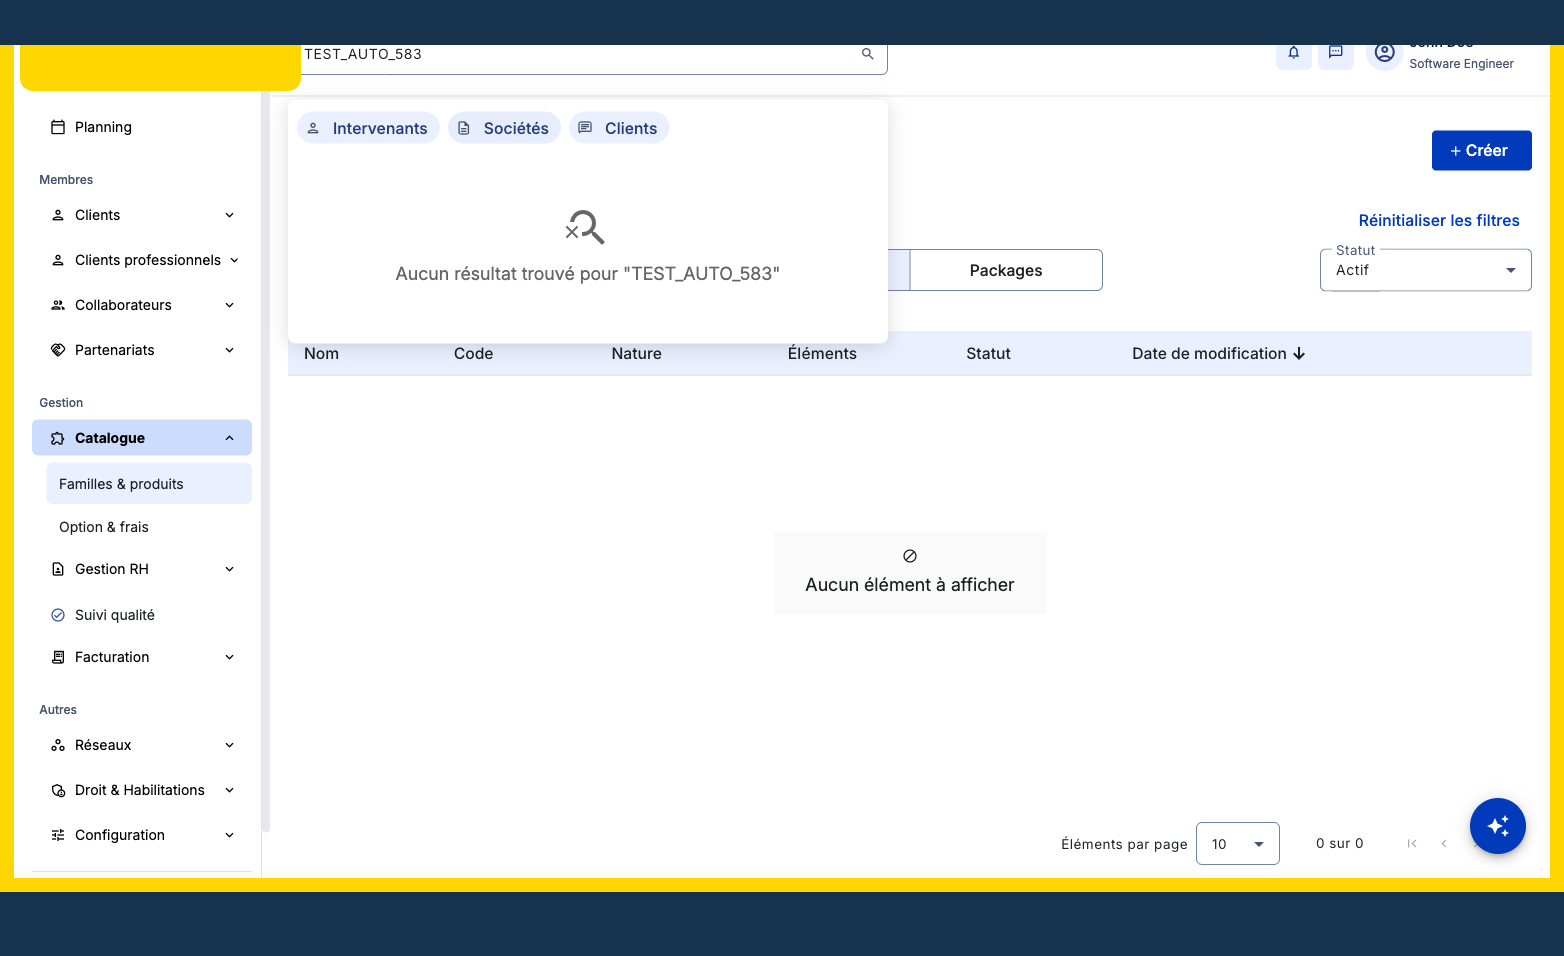 TEST_AUTO_583
Software Engineer
Planning
Membres
Clients
Clients professionnels
Collaborateurs
Partenariats
Gestion
Catalogue
Familles & produits
Option & frais
Gestion RH
Suivi qualité
Facturation
Autres
Réseaux
Droit & Habilitations
Configuration
Intervenants
Sociétés
Clients
Aucun résultat trouvé pour "TEST_AUTO_583"
+ Créer
Réinitialiser les filtres
Packages
Statut
Actif
Nom Code Nature Éléments Statut Date de modification
Aucun élément à afficher
Éléments par page 10 0 sur 0